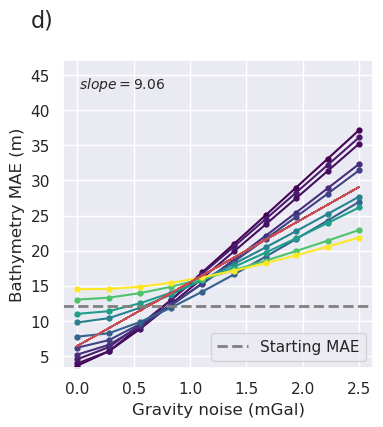 d)
slope = 9.06
45
40
35
30
25
20
15
10
5
Bathymetry MAE (m)
Starting MAE
0.0 0.5 1.0 1.5 2.0 2.5
Gravity noise (mGal)